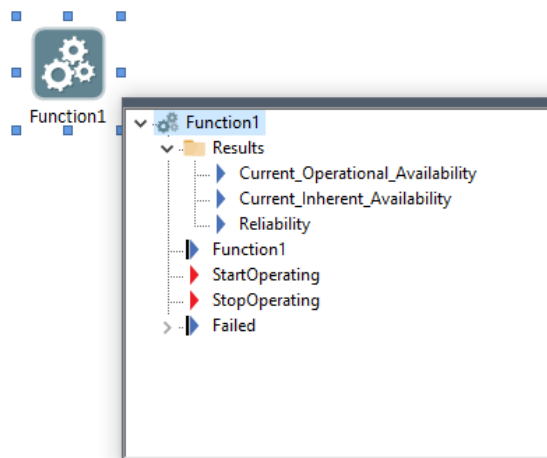 Function1
Function1
Results
Current_Operational_Availability
Current_Inherent_Availability
Reliability
Function1
StartOperating
StopOperating
Failed